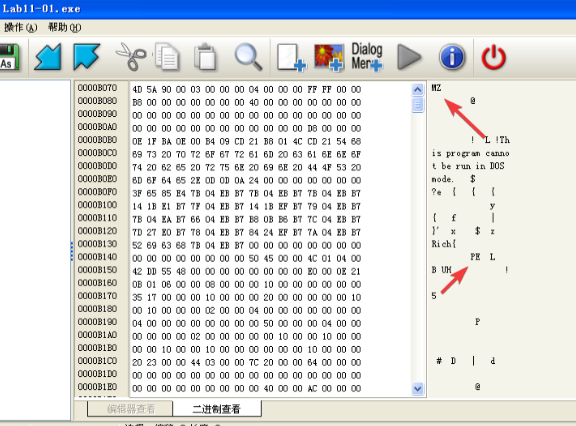 Lab11-01.exe
操作(A) 帮助(H)
As
Dialog
Mer
0000B070 4D 5A 90 00 03 00 00 00 04 00 00 00 FF FF 00 00 MZ
0000B080 B8 00 00 00 00 00 00 00 40 00 00 00 00 00 00 00 @
0000B090 00 00 00 00 00 00 00 00 00 00 00 00 00 00 00 00
0000B0A0 00 00 00 00 00 00 00 00 00 00 00 00 D8 00 00 00
0000B0B0 0E 1F BA 0E 00 B4 09 CD 21 B8 01 4C CD 21 54 68 ! L !Th
0000B0C0 69 73 20 70 72 6F 67 72 61 6D 20 63 61 6E 6E 6F is program canno
0000B0D0 74 20 62 65 20 72 75 6E 20 69 6E 20 44 4F 53 20 t be run in DOS
0000B0E0 6D 6F 64 65 2E 0D 0D 0A 24 00 00 00 00 00 00 00 mode. $
0000B0F0 3F 65 85 E4 7B 04 EB B7 7B 04 EB B7 7B 04 EB B7 ?e { { {
0000B100 14 1B E1 B7 7F 04 EB B7 14 1B EF B7 79 04 EB B7 y
0000B110 7B 04 EA B7 66 04 EB B7 B8 0B B6 B7 7C 04 EB B7 { f |
0000B120 7D 27 E0 B7 78 04 EB B7 84 24 EF B7 7A 04 EB B7 }' x $ z
0000B130 52 69 63 68 7B 04 EB B7 00 00 00 00 00 00 00 00 Rich{
0000B140 00 00 00 00 00 00 00 00 50 45 00 00 4C 01 04 00 PE L
0000B150 42 DD 55 48 00 00 00 00 00 00 00 00 E0 00 0E 21 B UH !
0000B160 0B 01 06 00 00 08 00 00 00 10 00 00 00 00 00 00
0000B170 35 17 00 00 00 10 00 00 00 20 00 00 00 00 00 10 5
0000B180 00 10 00 00 00 02 00 00 04 00 00 00 00 00 00 00
0000B190 04 00 00 00 00 00 00 00 00 50 00 00 00 04 00 00 P
0000B1A0 00 00 00 00 02 00 00 00 00 00 10 00 00 10 00 00
0000B1B0 00 00 10 00 00 10 00 00 00 00 00 00 10 00 00 00
0000B1C0 20 23 00 00 44 03 00 00 7C 20 00 00 64 00 00 00 # D | d
0000B1D0 00 00 00 00 00 00 00 00 00 00 00 00 00 00 00 00
0000B1E0 00 00 00 00 00 00 00 00 00 40 00 00 AC 00 00 00 @
编辑器查看 二进制查看